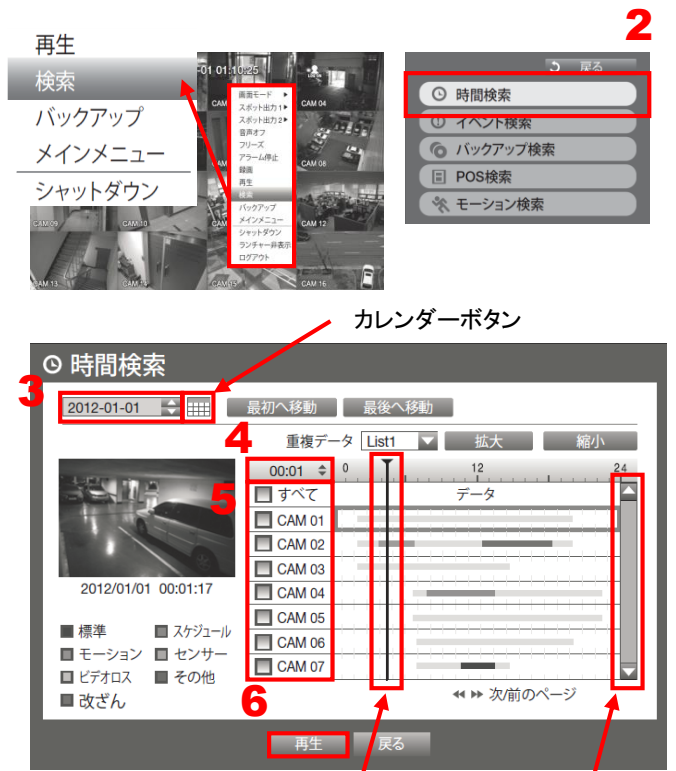 2
再生
検索
バックアップ
メインメニュー
シャットダウン
-01 01:10:25
画面モード ▶
スポット出力1▶
スポット出力2▶
音声オフ
フリーズ
アラーム停止
録画
再生
検索
バックアップ
メインメニュー
シャットダウン
ランチャー非表示
ログアウト
CAM 04
CAM 08
CAM 09
CAM 10
CAM 12
CAM 13
CAM 14
CAM 15
CAM 16
戻る
時間検索
イベント検索
バックアップ検索
POS検索
モーション検索
カレンダーボタン
時間検索
3
2012-01-01
最初へ移動
最後へ移動
4
重複データ List1 拡大 縮小
00:01 0 12 24
5
すべて データ
CAM 01
CAM 02
CAM 03
CAM 04
CAM 05
CAM 06
CAM 07
2012/01/01 00:01:17
標準 スケジュール
モーション センサー
ビデオロス その他
改ざん
次/前のページ
6
再生 戻る